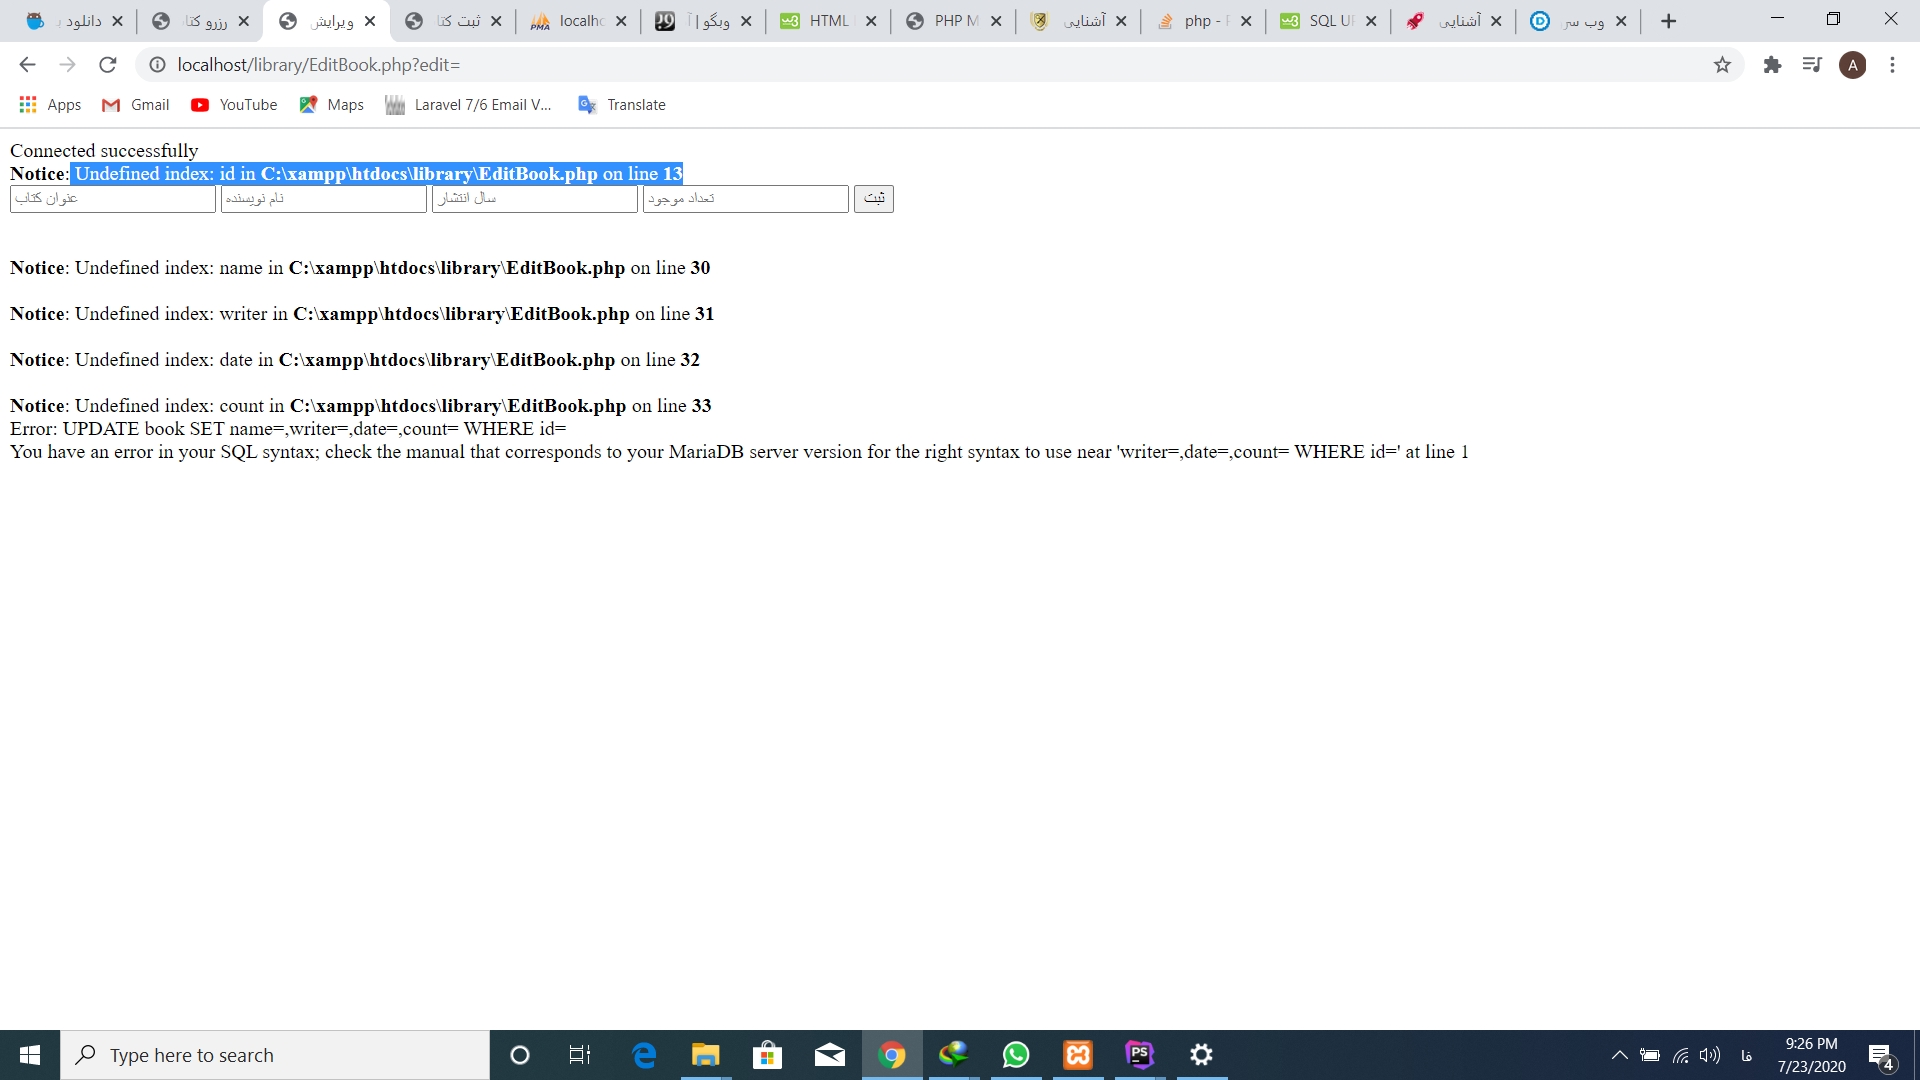 دانلود
رزرو کتا
ویرایش
ثبت کتا
localhc
وبگو | آ
HTML
PHP M
آشنایی
php -
SQL UI
آشنایی
وب سر
localhost/library/EditBook.php?edit=
A
Apps
Gmail
YouTube
Maps
Laravel 7/6 Email V...
Translate
Connected successfully
Notice: Undefined index: id in C:\xampp\htdocs\library\EditBook.php on line 13
عنوان کتاب
نام نویسنده
سال انتشار
تعداد موجود
ثبت
Notice: Undefined index: name in C:\xampp\htdocs\library\EditBook.php on line 30
Notice: Undefined index: writer in C:\xampp\htdocs\library\EditBook.php on line 31
Notice: Undefined index: date in C:\xampp\htdocs\library\EditBook.php on line 32
Notice: Undefined index: count in C:\xampp\htdocs\library\EditBook.php on line 33
Error: UPDATE book SET name=,writer=,date=,count= WHERE id=
You have an error in your SQL syntax; check the manual that corresponds to your MariaDB server version for the right syntax to use near 'writer=,date=,count= WHERE id=' at line 1
Type here to search
PS
فا
9:26 PM
7/23/2020
4